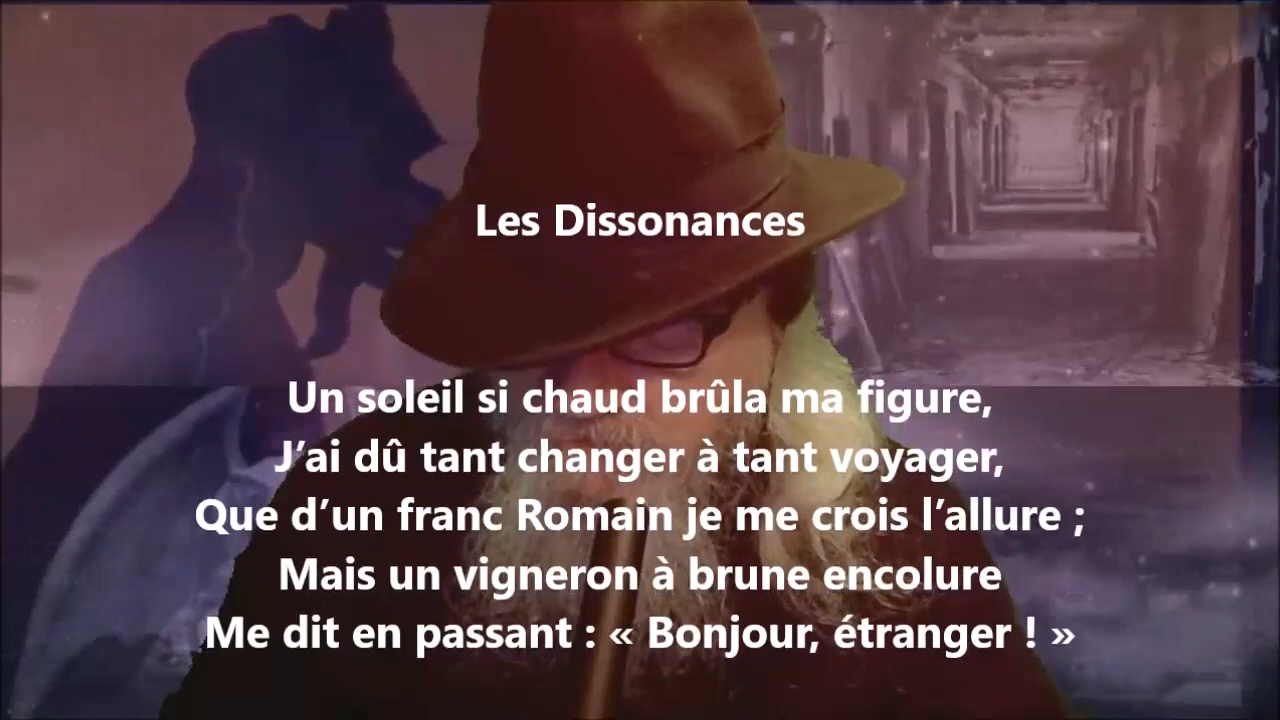 Les Dissonances
Un soleil si chaud brûla ma figure,
J’ai dû tant changer à tant voyager,
Que d’un franc Romain je me crois l’allure ;
Mais un vigneron à brune encolure
Me dit en passant : « Bonjour, étranger ! »